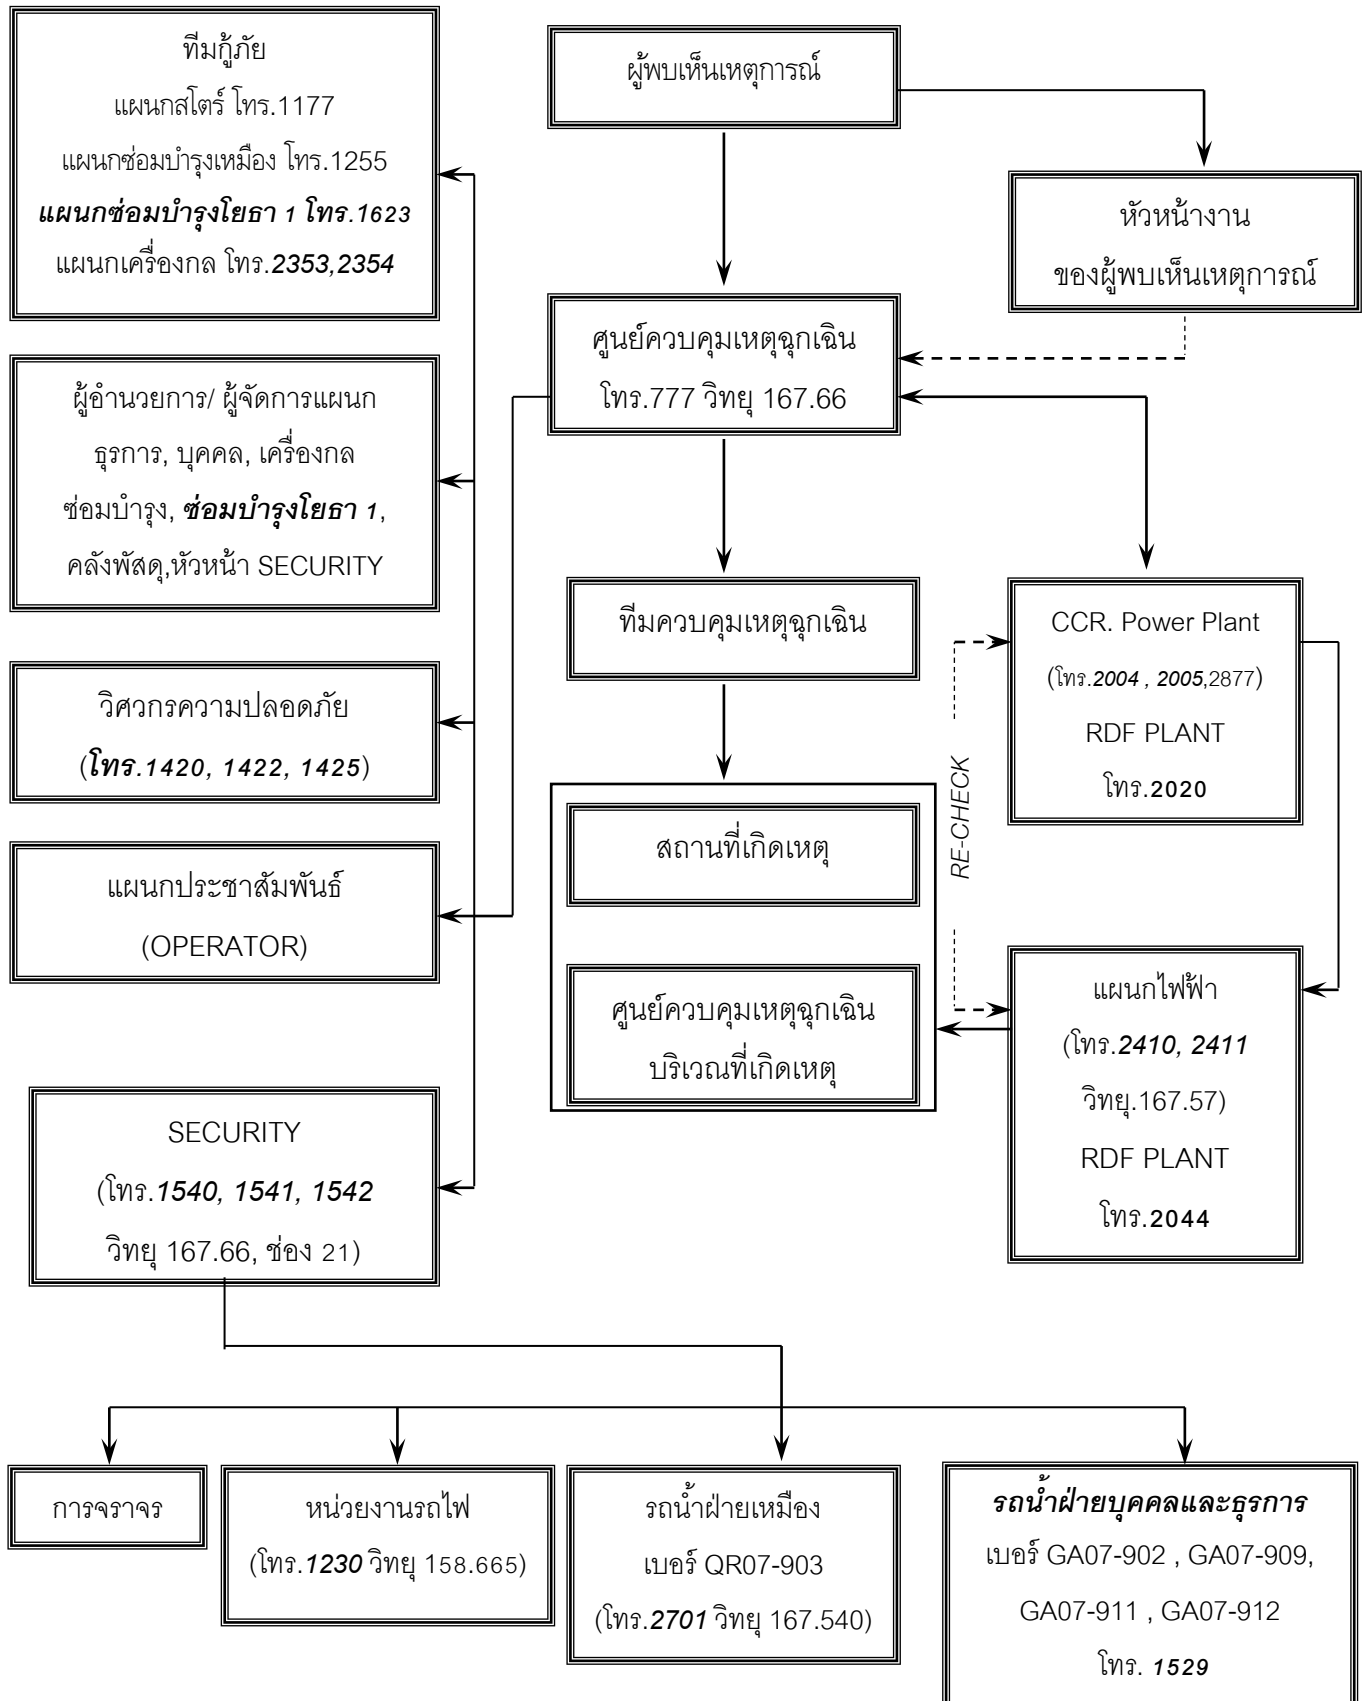 ทีมกู้ภัย
แผนกสโตร์ โทร.1177
แผนกซ่อมบำรุงเหมือง โทร.1255
แผนกซ่อมบำรุงโยธา 1 โทร.1623
แผนกเครื่องกล โทร.2353,2354
ผู้พบเห็นเหตุการณ์
หัวหน้างาน
ของผู้พบเห็นเหตุการณ์
ศูนย์ควบคุมเหตุฉุกเฉิน
โทร.777 วิทยุ 167.66
ผู้อำนวยการ/ ผู้จัดการแผนก
ธุรการ, บุคคล, เครื่องกล
ซ่อมบำรุง, ซ่อมบำรุงโยธา 1,
คลังพัสดุ,หัวหน้า SECURITY
ทีมควบคุมเหตุฉุกเฉิน
CCR. Power Plant
(โทร.2004 , 2005,2877)
RDF PLANT
โทร.2020
วิศวกรความปลอดภัย
(โทร.1420, 1422, 1425)
RE-CHECK
สถานที่เกิดเหตุ
แผนกประชาสัมพันธ์
(OPERATOR)
ศูนย์ควบคุมเหตุฉุกเฉิน
บริเวณที่เกิดเหตุ
แผนกไฟฟ้า
(โทร.2410, 2411
วิทยุ.167.57)
RDF PLANT
โทร.2044
SECURITY
(โทร.1540, 1541, 1542
วิทยุ 167.66, ช่อง 21)
การจราจร
หน่วยงานรถไฟ
(โทร.1230 วิทยุ 158.665)
รถน้ำฝ่ายเหมือง
เบอร์ QR07-903
(โทร.2701 วิทยุ 167.540)
รถน้ำฝ่ายบุคคลและธุรการ
เบอร์ GA07-902 , GA07-909,
GA07-911 , GA07-912
โทร. 1529